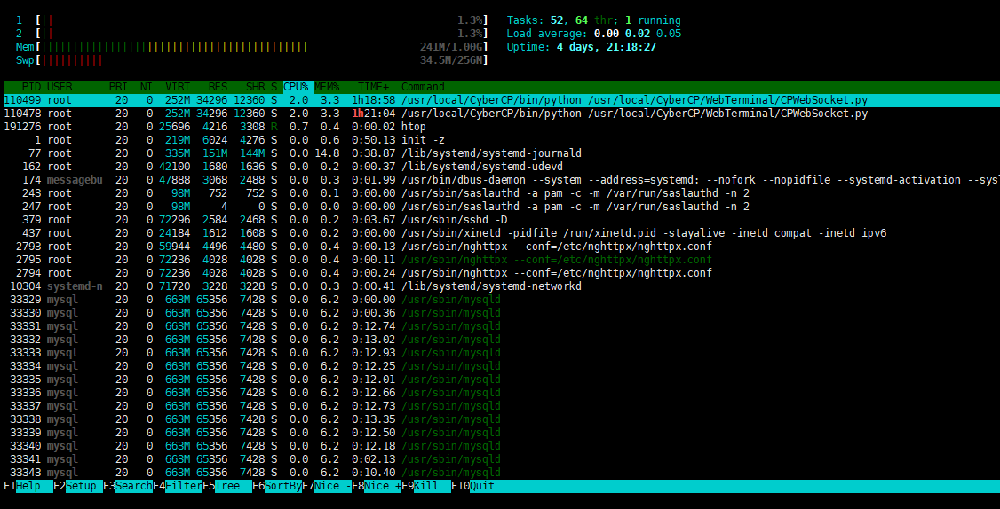 1 [|| 1.3%] Tasks: 52, 64 thr; 1 running
2 [|| 1.3%] Load average: 0.00 0.02 0.05
Mem[||||||||||||||||||||||||||||||||||||||||||| 241M/1.00G] Uptime: 4 days, 21:18:27
Swp[|||||||||| 34.5M/256M]
PID USER PRI NI VIRT RES SHR S CPU% MEM% TIME+ Command
110499 root 20 0 252M 34296 12360 S 2.0 3.3 1h18:58 /usr/local/CyberCP/bin/python /usr/local/CyberCP/WebTerminal/CPWebSocket.py
110478 root 20 0 252M 34296 12360 S 2.0 3.3 1h21:04 /usr/local/CyberCP/bin/python /usr/local/CyberCP/WebTerminal/CPWebSocket.py
191276 root 20 0 25696 4216 3308 R 0.7 0.4 0:00.02 htop
1 root 20 0 219M 6024 4276 S 0.0 0.6 0:50.13 init -z
77 root 20 0 335M 151M 144M S 0.0 14.8 0:38.87 /lib/systemd/systemd-journald
162 root 20 0 42100 1680 1636 S 0.0 0.2 0:00.37 /lib/systemd/systemd-udevd
174 messagebu 20 0 47888 3068 2488 S 0.0 0.3 0:01.99 /usr/bin/dbus-daemon --system --address=systemd: --nofork --nopidfile --systemd-activation --sys
243 root 20 0 98M 752 752 S 0.0 0.1 0:00.00 /usr/sbin/saslauthd -a pam -c -m /var/run/saslauthd -n 2
247 root 20 0 98M 4 0 S 0.0 0.0 0:00.00 /usr/sbin/saslauthd -a pam -c -m /var/run/saslauthd -n 2
379 root 20 0 72296 2584 2468 S 0.0 0.2 0:03.67 /usr/sbin/sshd -D
437 root 20 0 24184 1612 1608 S 0.0 0.2 0:00.00 /usr/sbin/xinetd -pidfile /run/xinetd.pid -stayalive -inetd_compat -inetd_ipv6
2793 root 20 0 59944 4496 4480 S 0.0 0.4 0:00.13 /usr/sbin/nghttpx --conf=/etc/nghttpx/nghttpx.conf
2795 root 20 0 72236 4028 4028 S 0.0 0.4 0:00.11 /usr/sbin/nghttpx --conf=/etc/nghttpx/nghttpx.conf
2794 root 20 0 72236 4028 4028 S 0.0 0.4 0:00.24 /usr/sbin/nghttpx --conf=/etc/nghttpx/nghttpx.conf
10304 systemd-n 20 0 71720 3228 3228 S 0.0 0.3 0:00.41 /lib/systemd/systemd-networkd
33329 mysql 20 0 663M 65356 7428 S 0.0 6.2 0:00.00 /usr/sbin/mysqld
33330 mysql 20 0 663M 65356 7428 S 0.0 6.2 0:00.36 /usr/sbin/mysqld
33331 mysql 20 0 663M 65356 7428 S 0.0 6.2 0:12.74 /usr/sbin/mysqld
33332 mysql 20 0 663M 65356 7428 S 0.0 6.2 0:13.02 /usr/sbin/mysqld
33333 mysql 20 0 663M 65356 7428 S 0.0 6.2 0:12.93 /usr/sbin/mysqld
33334 mysql 20 0 663M 65356 7428 S 0.0 6.2 0:12.25 /usr/sbin/mysqld
33335 mysql 20 0 663M 65356 7428 S 0.0 6.2 0:12.01 /usr/sbin/mysqld
33336 mysql 20 0 663M 65356 7428 S 0.0 6.2 0:12.66 /usr/sbin/mysqld
33337 mysql 20 0 663M 65356 7428 S 0.0 6.2 0:12.73 /usr/sbin/mysqld
33338 mysql 20 0 663M 65356 7428 S 0.0 6.2 0:13.35 /usr/sbin/mysqld
33339 mysql 20 0 663M 65356 7428 S 0.0 6.2 0:12.50 /usr/sbin/mysqld
33340 mysql 20 0 663M 65356 7428 S 0.0 6.2 0:12.18 /usr/sbin/mysqld
33341 mysql 20 0 663M 65356 7428 S 0.0 6.2 0:02.13 /usr/sbin/mysqld
33343 mysql 20 0 663M 65356 7428 S 0.0 6.2 0:10.40 /usr/sbin/mysqld
F1Help F2Setup F3SearchF4FilterF5Tree F6SortByF7Nice -F8Nice +F9Kill F10Quit